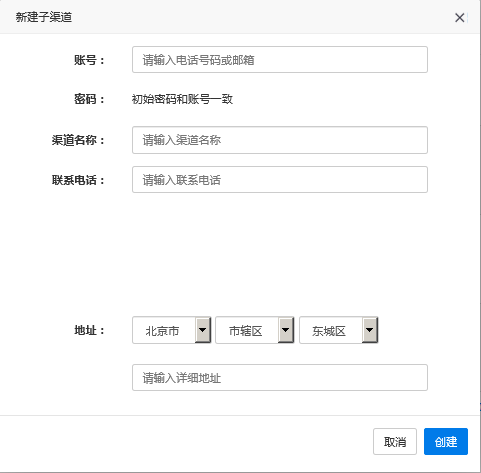 新建子渠道
账号： 请输入电话号码或邮箱
密码： 初始密码和账号一致
渠道名称： 请输入渠道名称
联系电话： 请输入联系电话
地址： 北京市 市辖区 东城区
请输入详细地址
取消 创建